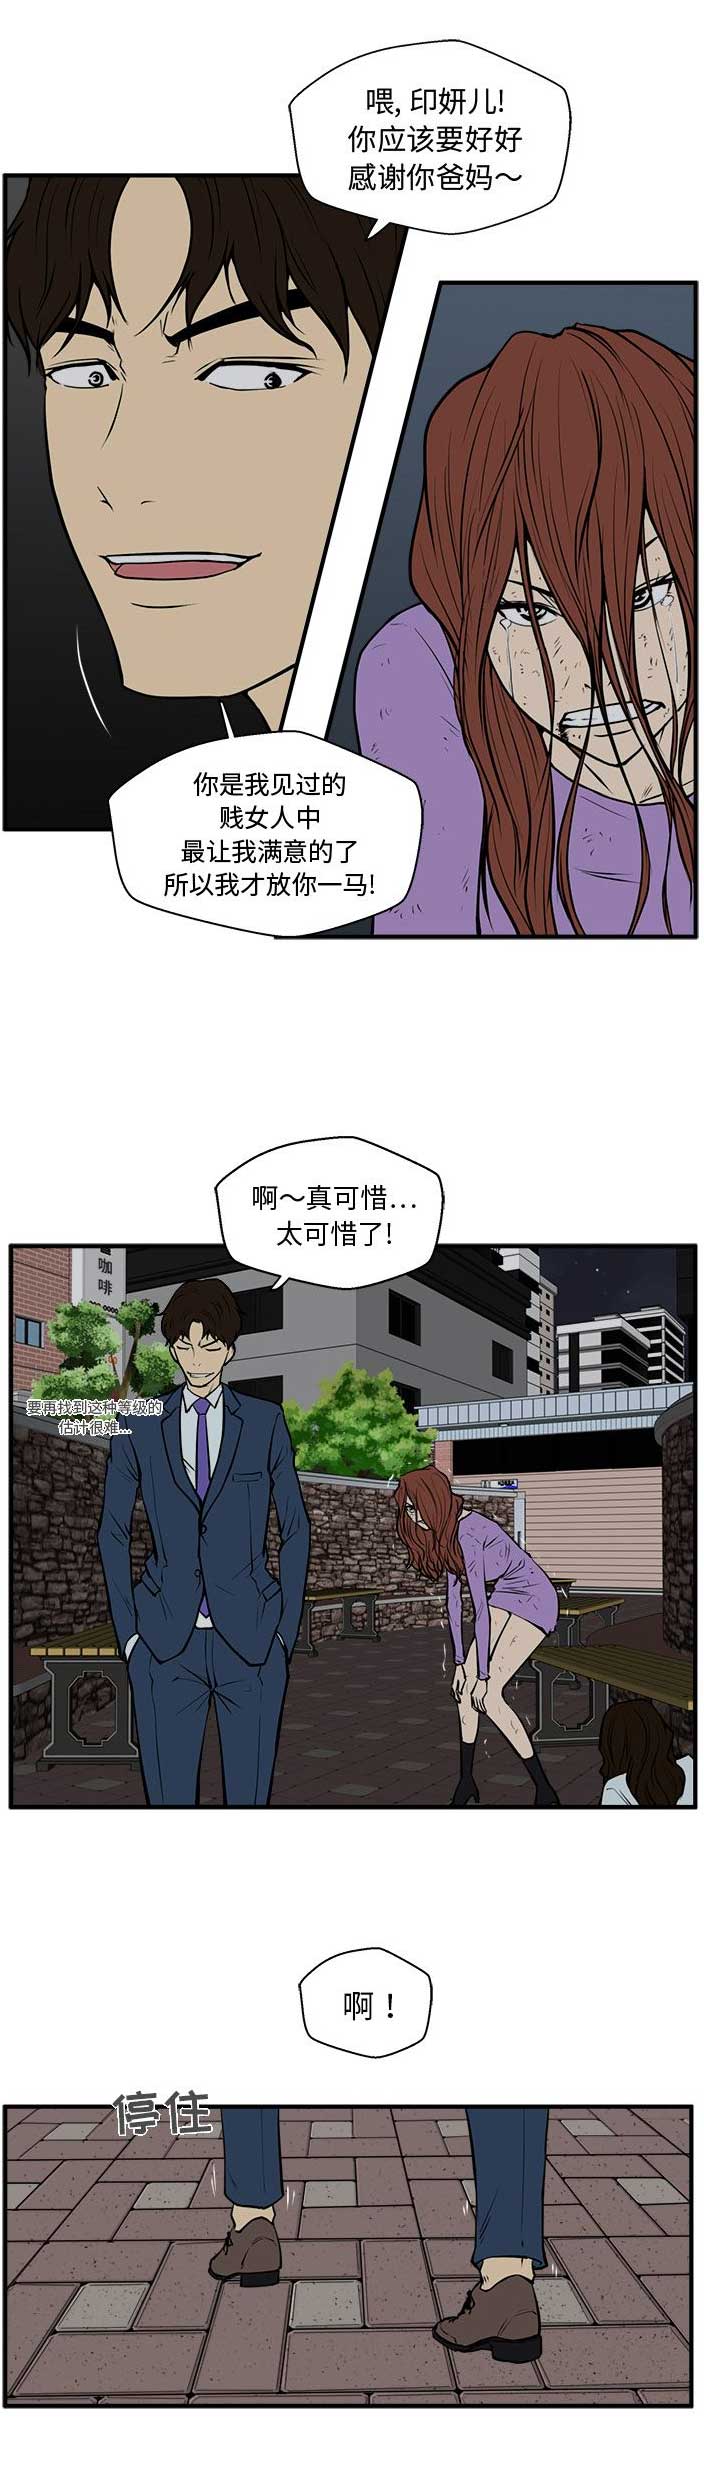 喂, 印妍儿!
你应该要好好
感谢你爸妈～
你是我见过的
贱女人中
最让我满意的了
所以我才放你一马!
啊～真可惜...
太可惜了!
咖啡
要再找到这种等级的
估计很难...
啊！
停住